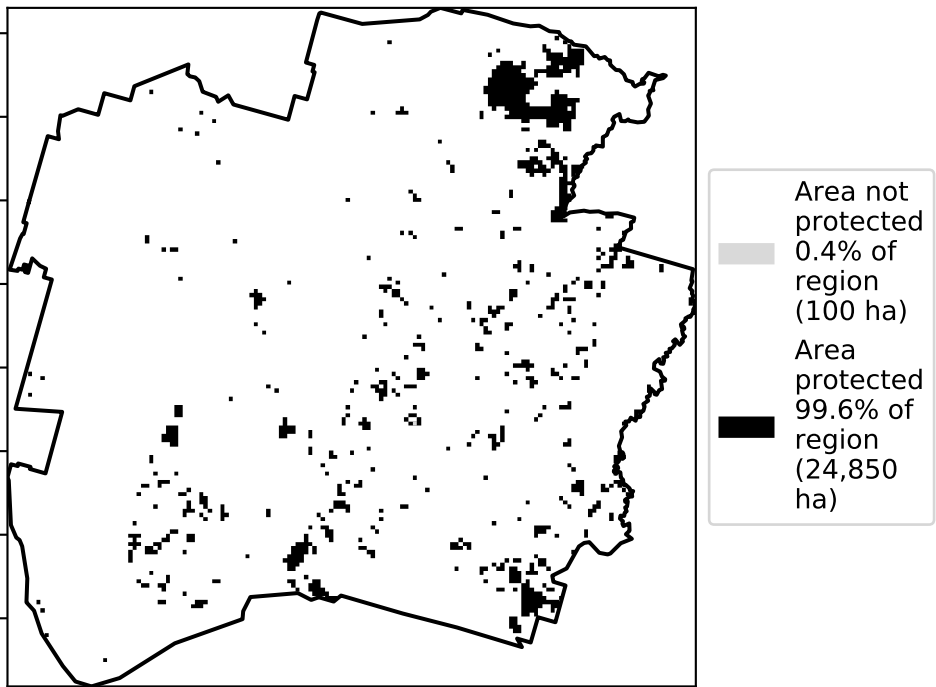 Area not
protected
0.4% of
region
(100 ha)
Area
protected
99.6% of
region
(24,850
ha)